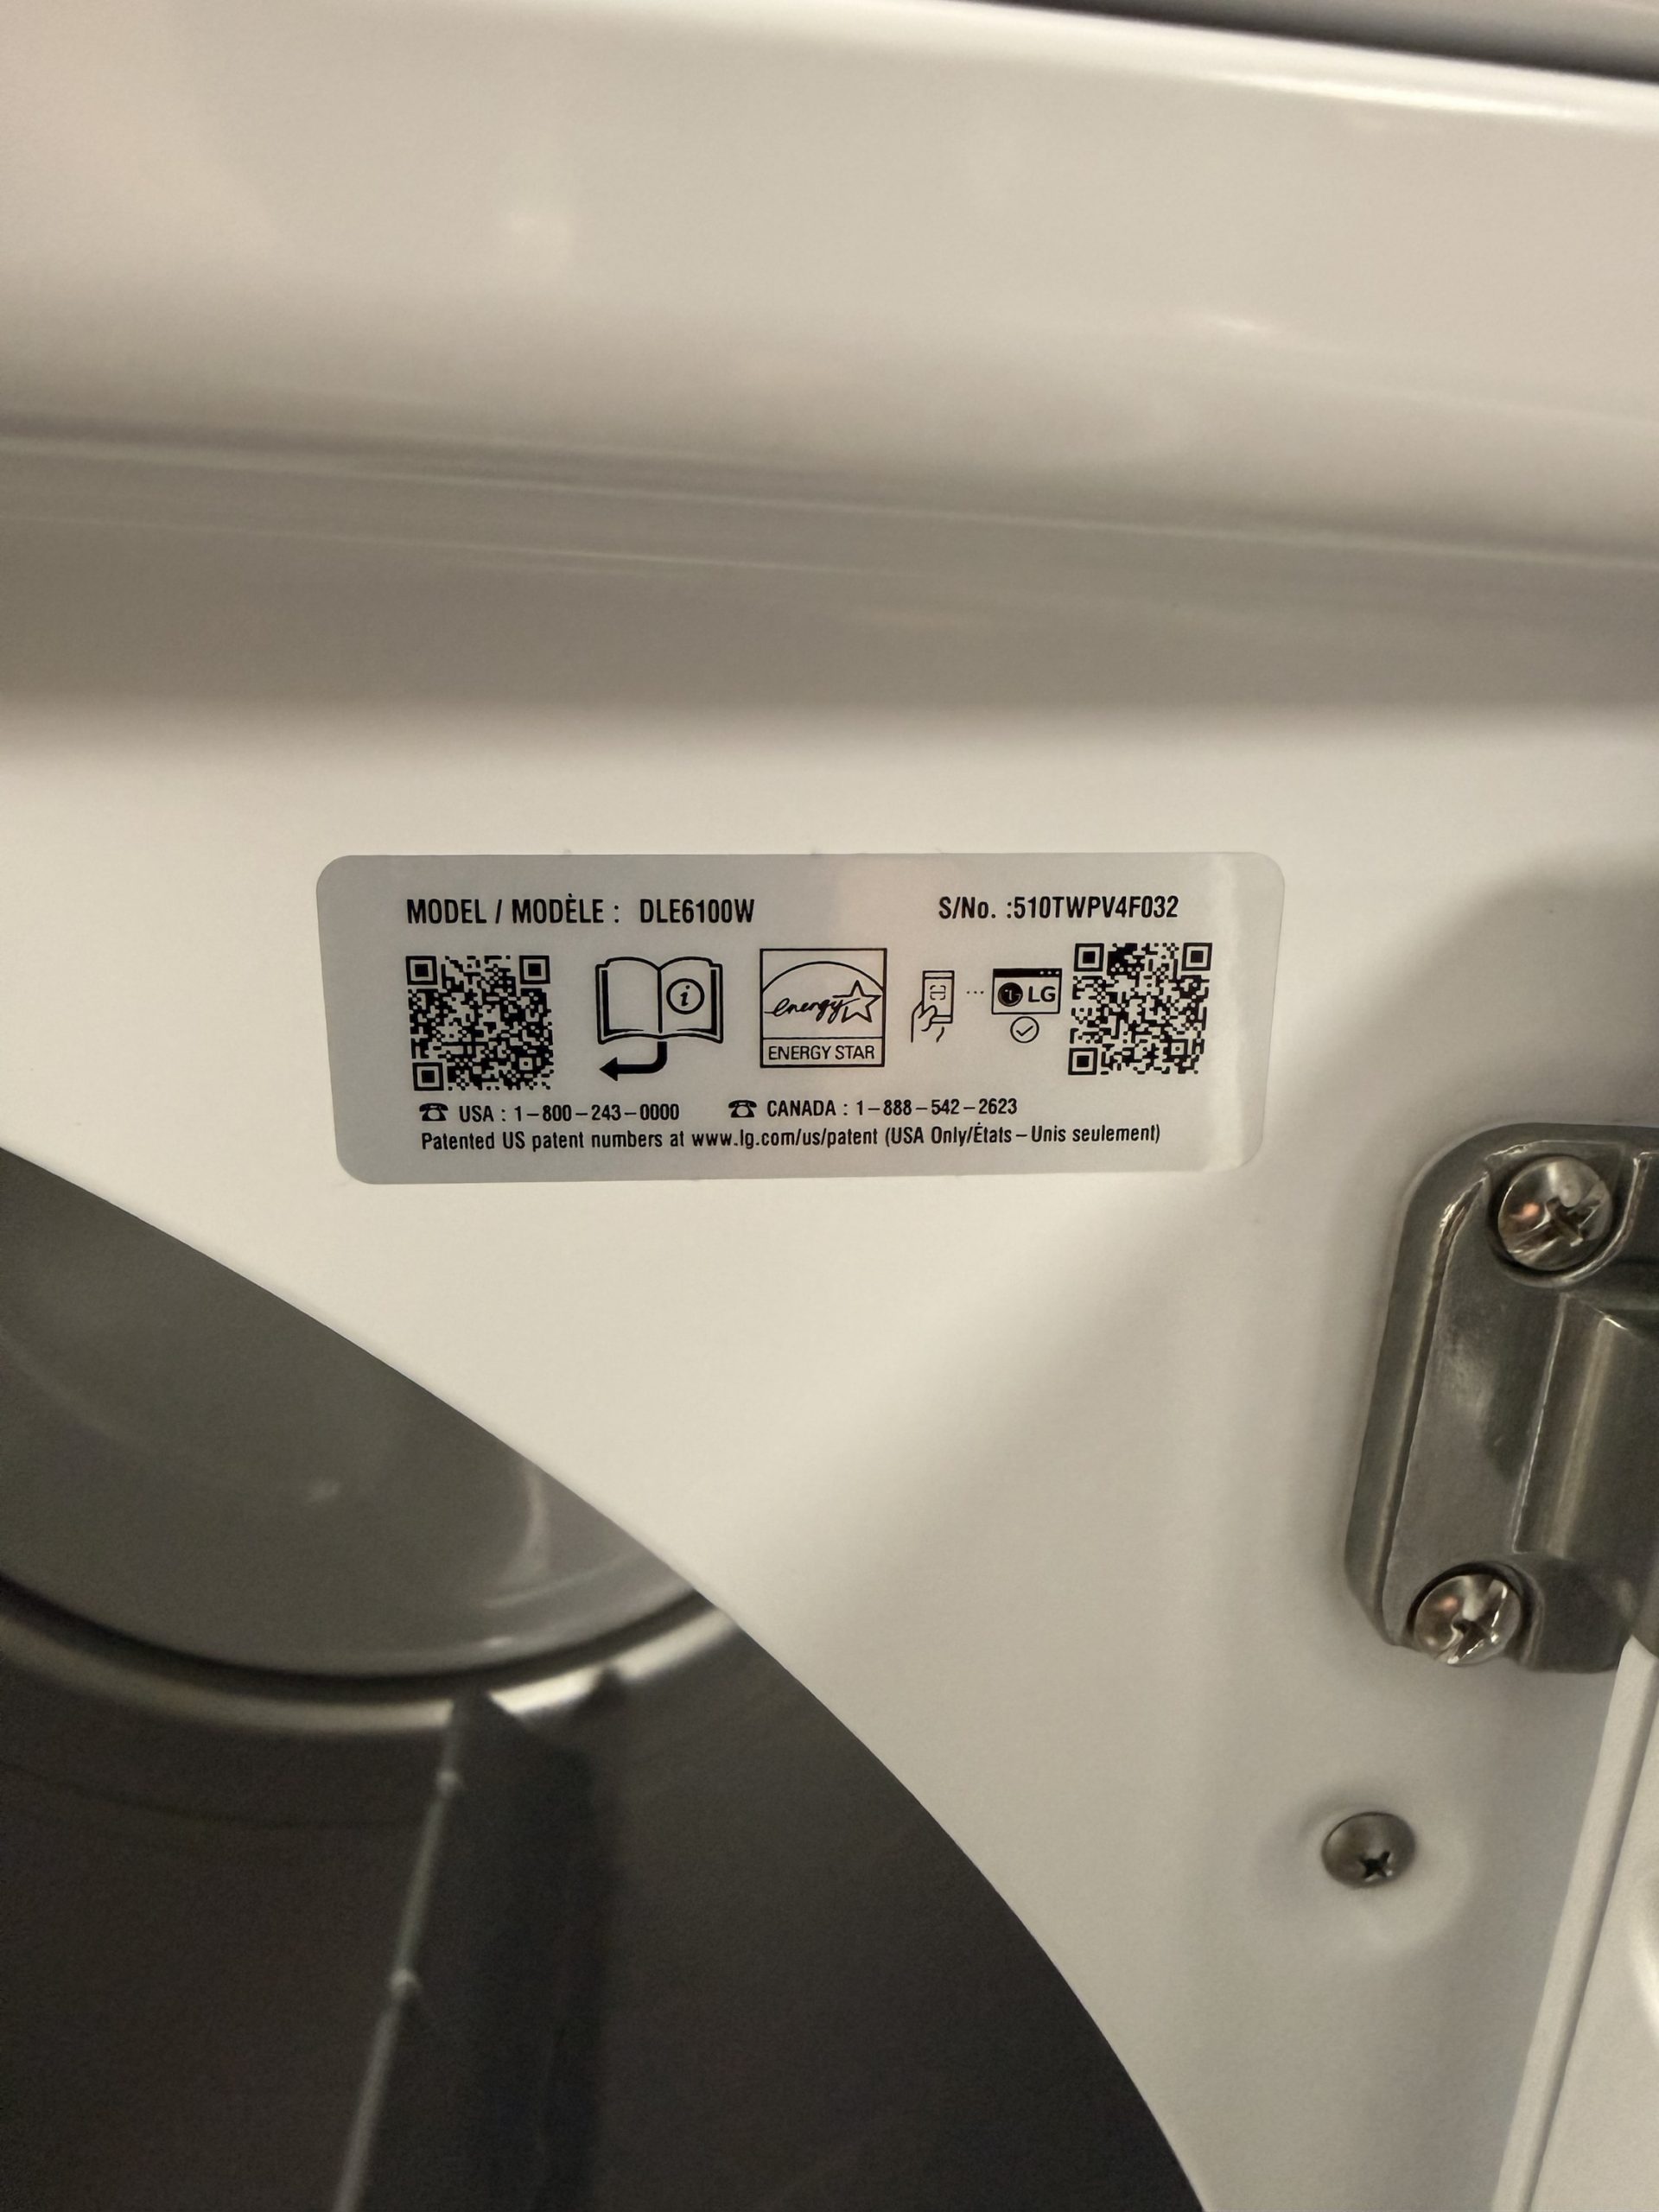 MODEL / MODÈLE : DLE6100W S/No. :510TWPV4F032
i
energy
LG
ENERGY STAR
USA : 1-800-243-0000 CANADA : 1-888-542-2623
Patented US patent numbers at www.lg.com/us/patent (USA Only/États-Unis seulement)